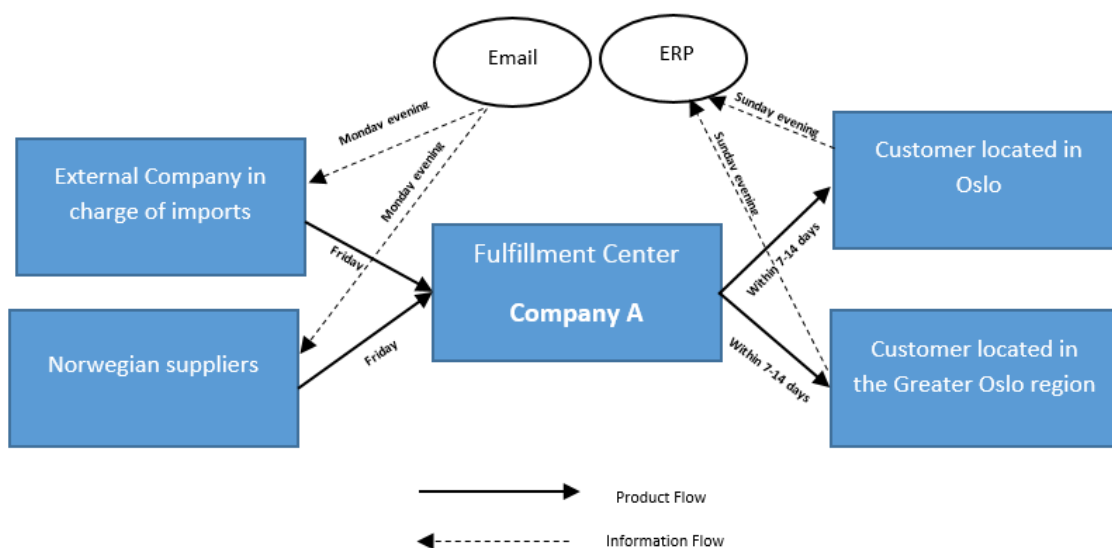 Email
ERP
Monday evening
Sunday evening
External Company in
charge of imports
Monday evening
Sunday evening
Customer located in
Oslo
Friday
Fulfillment Center
Company A
Within 7-14 days
Norwegian suppliers
Friday
Within 7-14 days
Customer located in
the Greater Oslo region
Product Flow
Information Flow